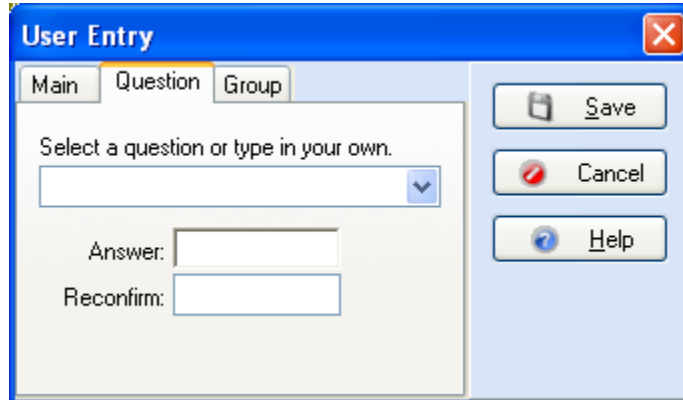 User Entry
Main Question Group
Save
Select a question or type in your own.
Cancel
Answer:
Help
Reconfirm: